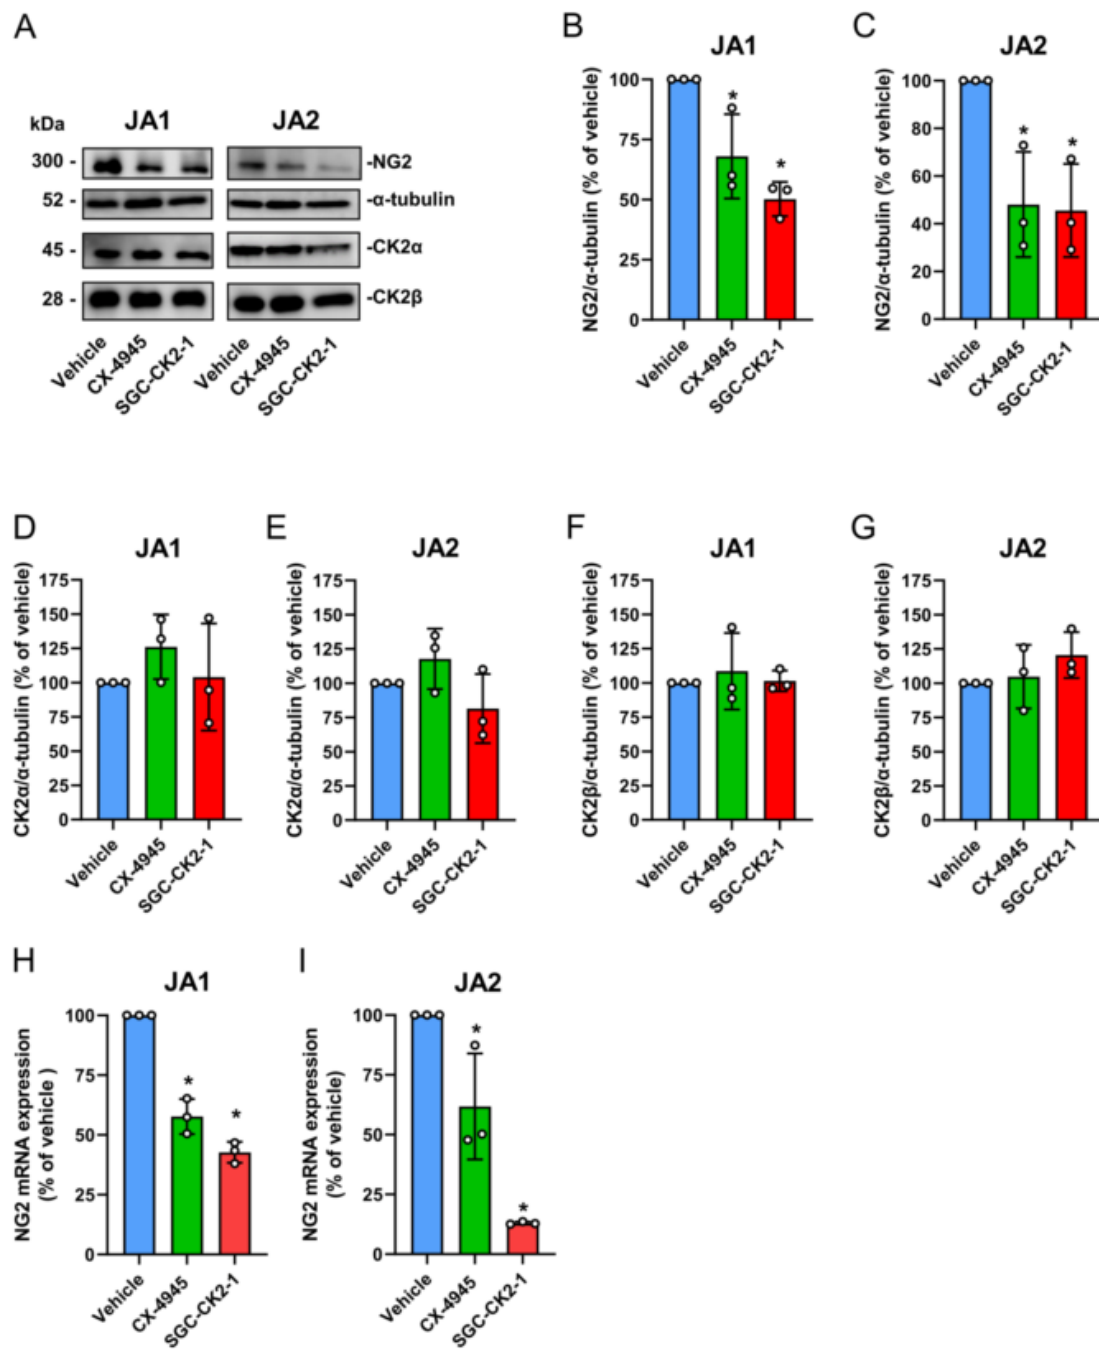 A
kDa
JA1
JA2
300 -
-NG2
52 -
-α-tubulin
45 -
-CK2α
28 -
-CK2β
Vehicle
CX-4945
SGC-CK2-1
Vehicle
CX-4945
SGC-CK2-1
B
JA1
NG2/α-tubulin (% of vehicle)
100
75
50
25
0
*
*
Vehicle
CX-4945
SGC-CK2-1
C
JA2
NG2/α-tubulin (% of vehicle)
100
80
60
40
20
0
*
*
Vehicle
CX-4945
SGC-CK2-1
D
JA1
CK2α/α-tubulin (% of vehicle)
175
150
125
100
75
50
25
0
Vehicle
CX-4945
SGC-CK2-1
E
JA2
CK2α/α-tubulin (% of vehicle)
175
150
125
100
75
50
25
0
Vehicle
CX-4945
SGC-CK2-1
F
JA1
CK2β/α-tubulin (% of vehicle)
175
150
125
100
75
50
25
0
Vehicle
CX-4945
SGC-CK2-1
G
JA2
CK2β/α-tubulin (% of vehicle)
175
150
125
100
75
50
25
0
Vehicle
CX-4945
SGC-CK2-1
H
JA1
NG2 mRNA expression
(% of vehicle )
100
75
50
25
0
*
*
Vehicle
CX-4945
SGC-CK2-1
I
JA2
NG2 mRNA expression
(% of vehicle)
100
75
50
25
0
*
*
Vehicle
CX-4945
SGC-CK2-1